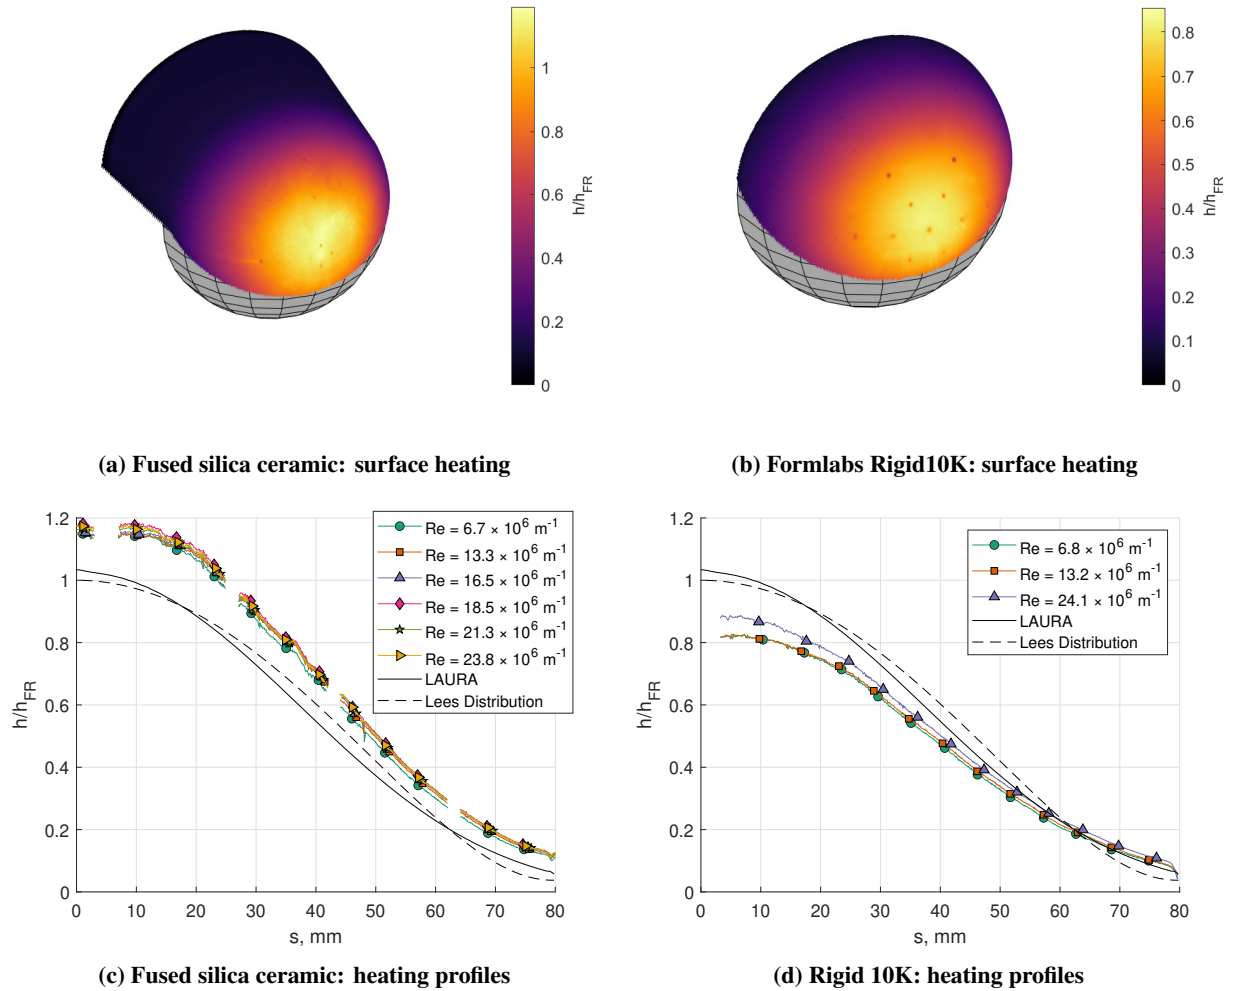 1
0.8
0.6
0.4
0.2
0
h/h_FR
0.8
0.7
0.6
0.5
0.4
0.3
0.2
0.1
0
h/h_FR
(a) Fused silica ceramic: surface heating
(b) Formlabs Rigid10K: surface heating
1.2
1
0.8
0.6
0.4
0.2
0
h/h_FR
Re = 6.7 × 10^6 m^-1
Re = 13.3 × 10^6 m^-1
Re = 16.5 × 10^6 m^-1
Re = 18.5 × 10^6 m^-1
Re = 21.3 × 10^6 m^-1
Re = 23.8 × 10^6 m^-1
LAURA
Lees Distribution
0 10 20 30 40 50 60 70 80
s, mm
(c) Fused silica ceramic: heating profiles
1.2
1
0.8
0.6
0.4
0.2
0
h/h_FR
Re = 6.8 × 10^6 m^-1
Re = 13.2 × 10^6 m^-1
Re = 24.1 × 10^6 m^-1
LAURA
Lees Distribution
0 10 20 30 40 50 60 70 80
s, mm
(d) Rigid 10K: heating profiles